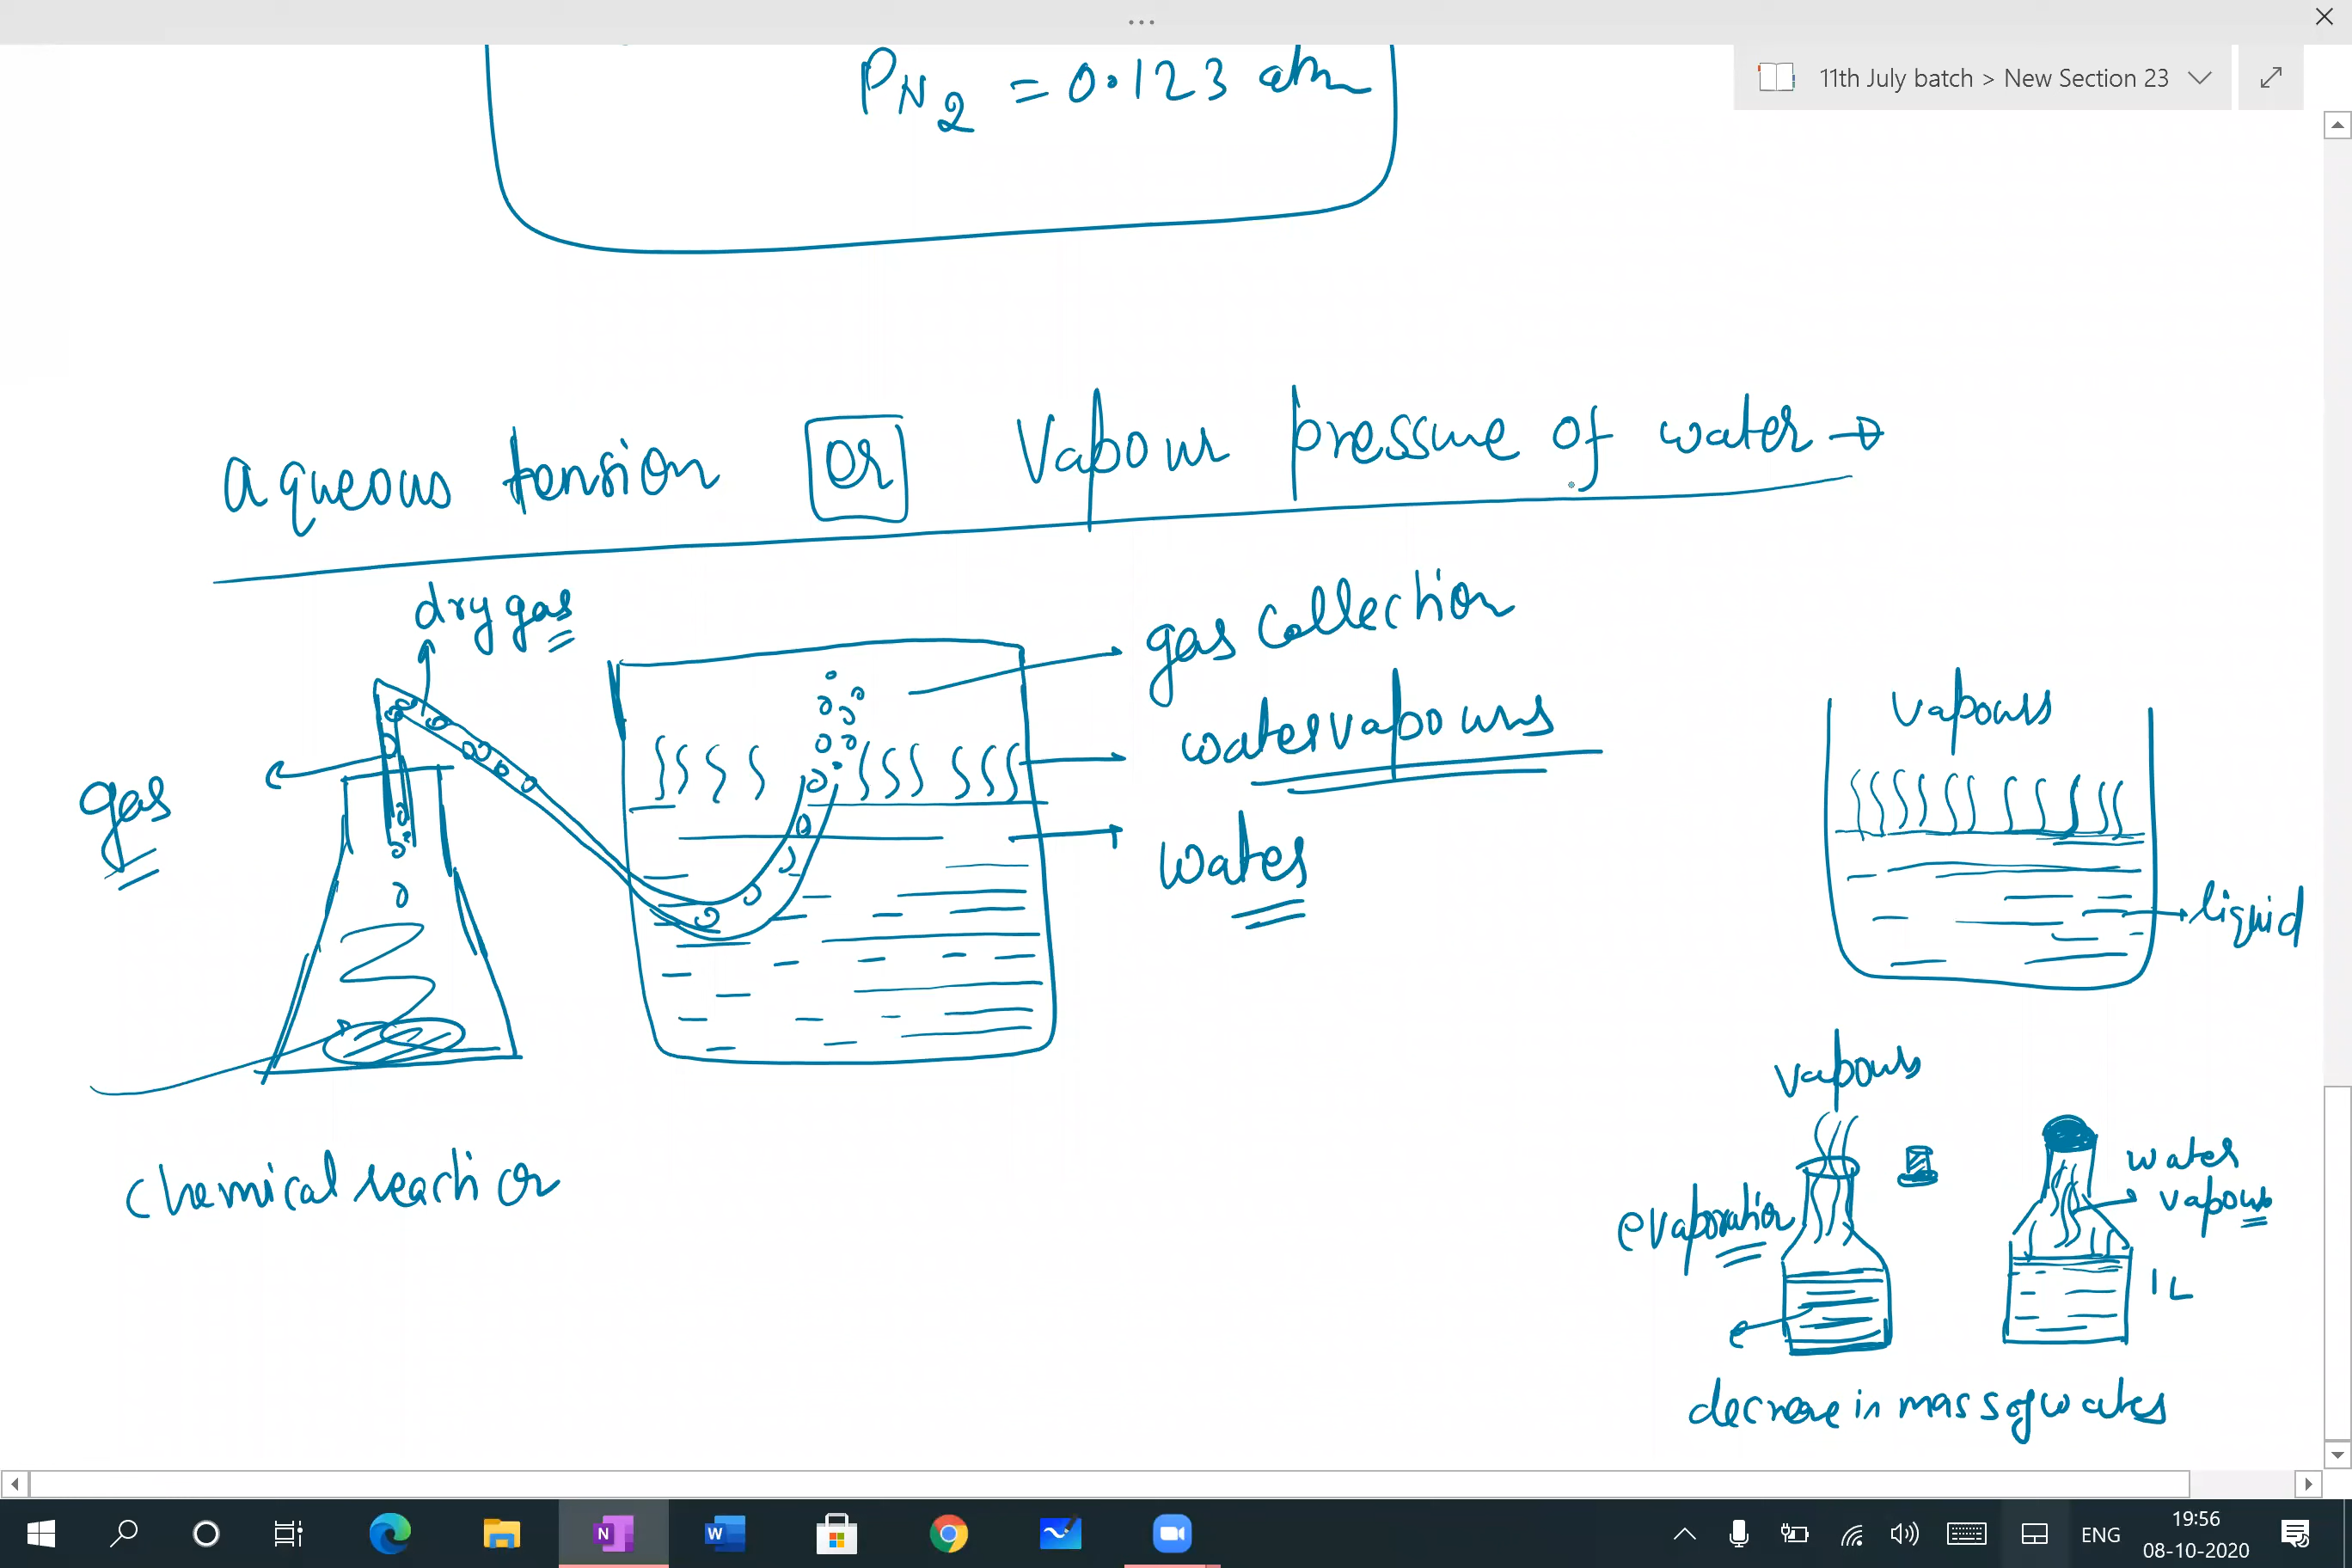 ...
11th July batch > New Section 23
PN2 = 0.123 atm
aqueous tension OR Vapour pressure of water →
dry gas
gas collection
water vapours
water
gas
chemical reaction
vapours
liquid
vapours
evaporation
water
vapours
1L
decrease in mass of water
ENG
19:56
08-10-2020